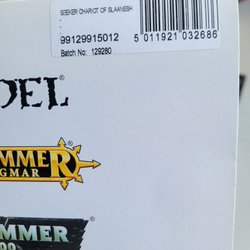 SEEKER CHARIOT OF SLAANESH
99129915012
5 011921 032686
Batch No: 129280
DEL
MMER
GMAR
MMER